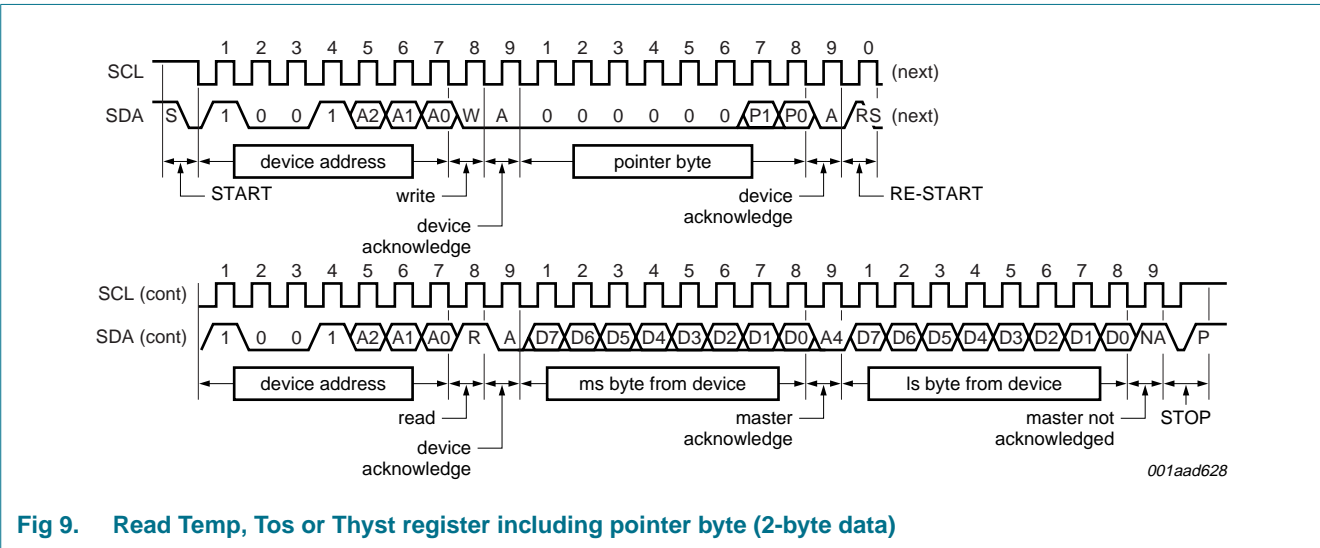 1 2 3 4 5 6 7 8 9 1 2 3 4 5 6 7 8 9 0
SCL (next)
SDA S 1 0 0 1 A2 A1 A0 W A 0 0 0 0 0 0 P1 P0 A RS (next)
device address pointer byte
START write device RE-START
device acknowledge
acknowledge
1 2 3 4 5 6 7 8 9 1 2 3 4 5 6 7 8 9 1 2 3 4 5 6 7 8 9
SCL (cont)
SDA (cont) 1 0 0 1 A2 A1 A0 R A D7 D6 D5 D4 D3 D2 D1 D0 A4 D7 D6 D5 D4 D3 D2 D1 D0 NA P
device address ms byte from device ls byte from device
read master master not STOP
device acknowledge acknowledged
acknowledge
001aad628
Fig 9. Read Temp, Tos or Thyst register including pointer byte (2-byte data)